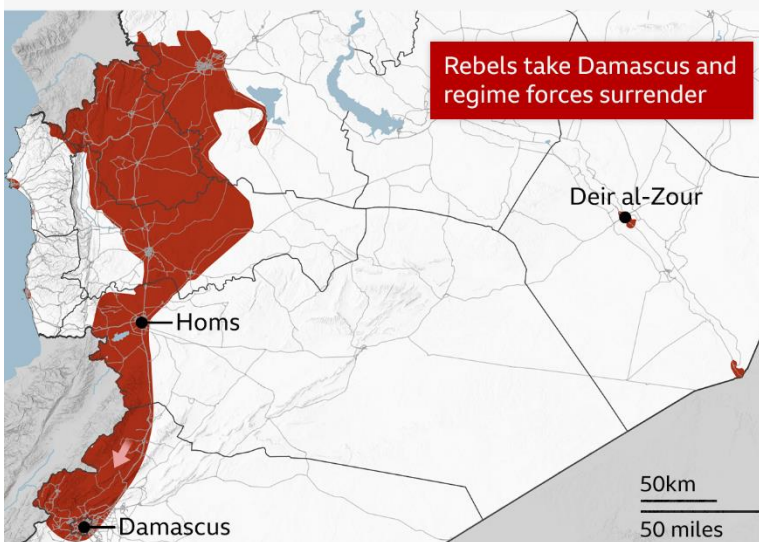 Rebels take Damascus and
regime forces surrender
Deir al-Zour
Homs
Damascus
50km
50 miles